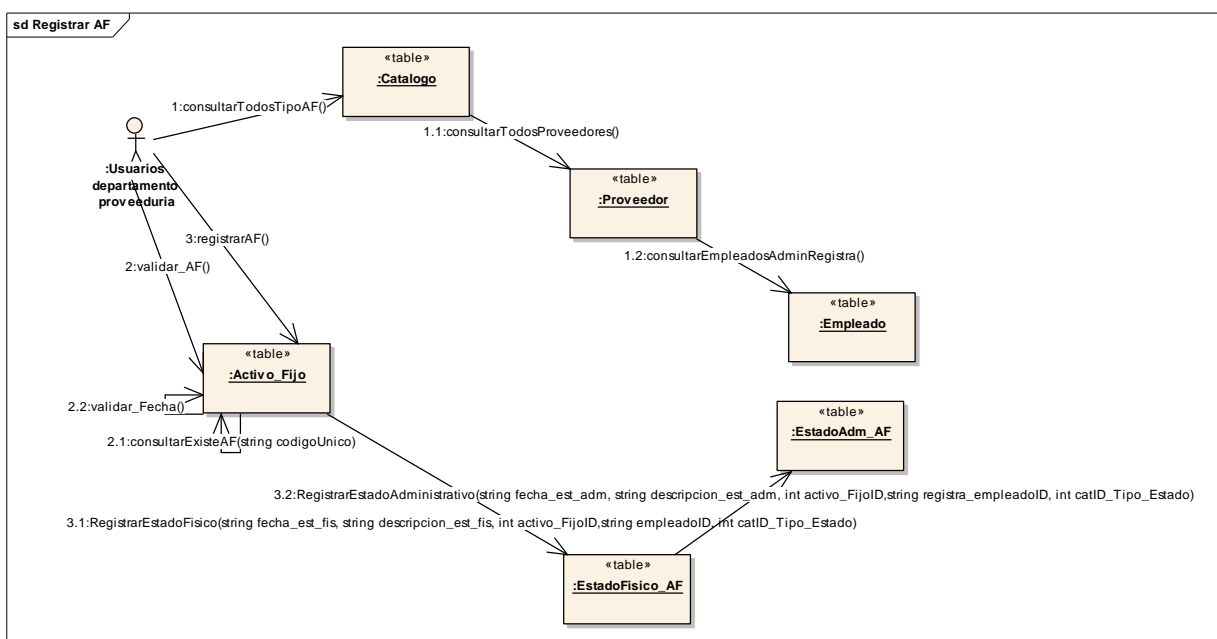 sd Registrar AF
«table»
:Catalogo
1:consultarTodosTipoAF()
1.1:consultarTodosProveedores()
:Usuarios
departamento
proveeduria
«table»
:Proveedor
3:registrarAF()
1.2:consultarEmpleadosAdminRegistra()
2:validar_AF()
«table»
:Empleado
«table»
:Activo_Fijo
2.2:validar_Fecha()
2.1:consultarExisteAF(string codigoUnico)
«table»
:EstadoAdm_AF
3.2:RegistrarEstadoAdministrativo(string fecha_est_adm, string descripcion_est_adm, int activo_FijoID,string registra_empleadoID, int catID_Tipo_Estado)
3.1:RegistrarEstadoFisico(string fecha_est_fis, string descripcion_est_fis, int activo_FijoID,string empleadoID, int catID_Tipo_Estado)
«table»
:EstadoFisico_AF